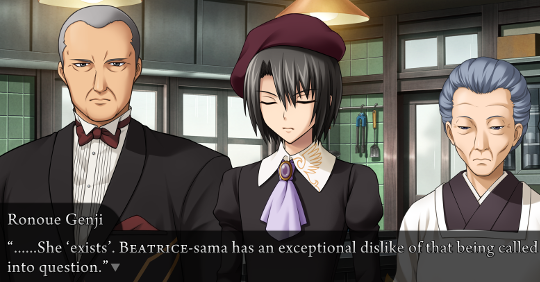 Ronoue Genji
“......She ‘exists’. BEATRICE-sama has an exceptional dislike of that being called
into question.”